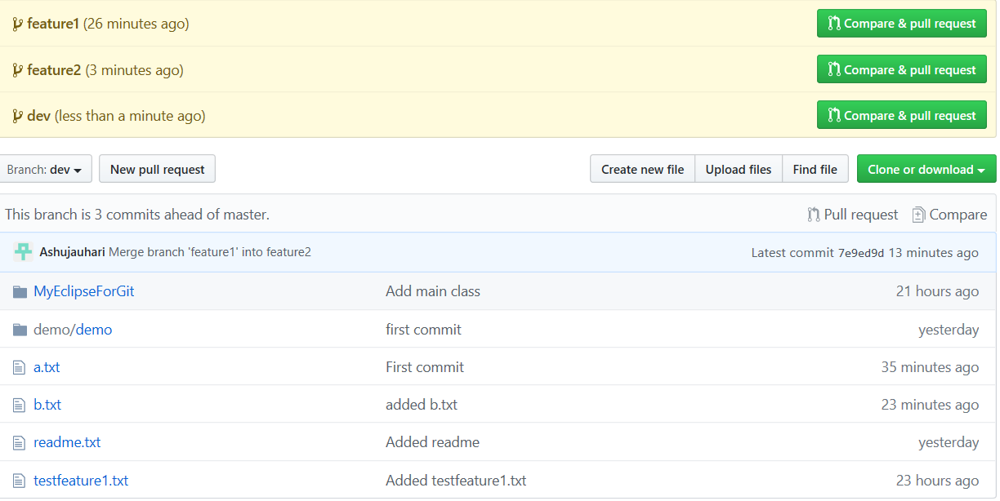 feature1 (26 minutes ago) Compare & pull request
feature2 (3 minutes ago) Compare & pull request
dev (less than a minute ago) Compare & pull request
Branch: dev New pull request Create new file Upload files Find file Clone or download
This branch is 3 commits ahead of master. Pull request Compare
Ashujauhari Merge branch 'feature1' into feature2 Latest commit 7e9ed9d 13 minutes ago
MyEclipseForGit Add main class 21 hours ago
demo/demo first commit yesterday
a.txt First commit 35 minutes ago
b.txt added b.txt 23 minutes ago
readme.txt Added readme yesterday
testfeature1.txt Added testfeature1.txt 23 hours ago